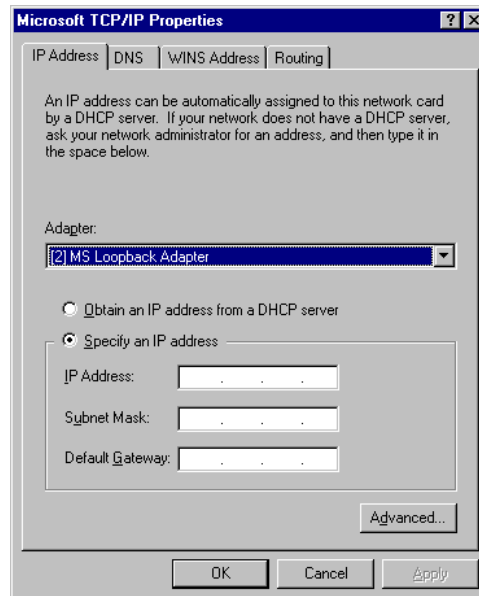 Microsoft TCP/IP Properties
IP Address DNS WINS Address Routing
An IP address can be automatically assigned to this network card
by a DHCP server. If your network does not have a DHCP server,
ask your network administrator for an address, and then type it in
the space below.
Adapter:
[2] MS Loopback Adapter
Obtain an IP address from a DHCP server
Specify an IP address
IP Address:
Subnet Mask:
Default Gateway:
Advanced...
OK Cancel Apply